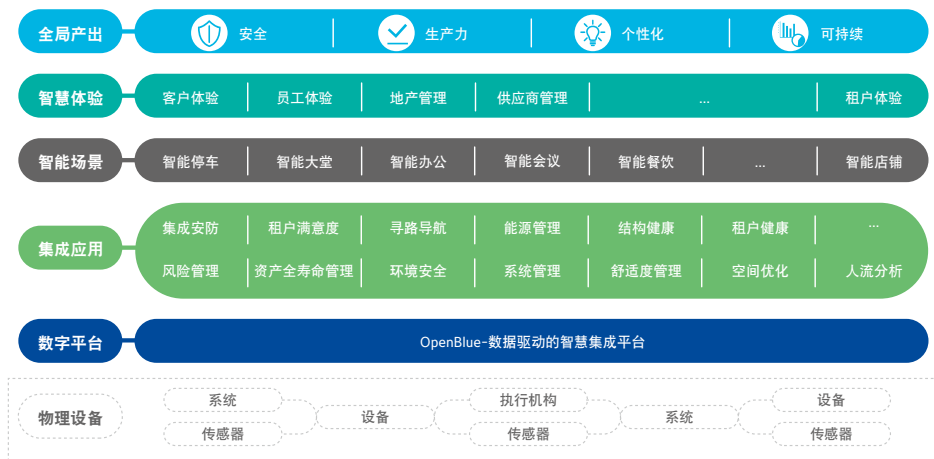 全局产出 安全 生产力 个性化 可持续
智慧体验 客户体验 员工体验 地产管理 供应商管理 ... 租户体验
智能场景 智能停车 智能大堂 智能办公 智能会议 智能餐饮 ... 智能店铺
集成应用
集成安防 租户满意度 寻路导航 能源管理 结构健康 租户健康 ...
风险管理 资产全寿命管理 环境安全 系统管理 舒适度管理 空间优化 人流分析
数字平台 OpenBlue-数据驱动的智慧集成平台
物理设备
系统 执行机构 设备
设备 系统
传感器 传感器 传感器